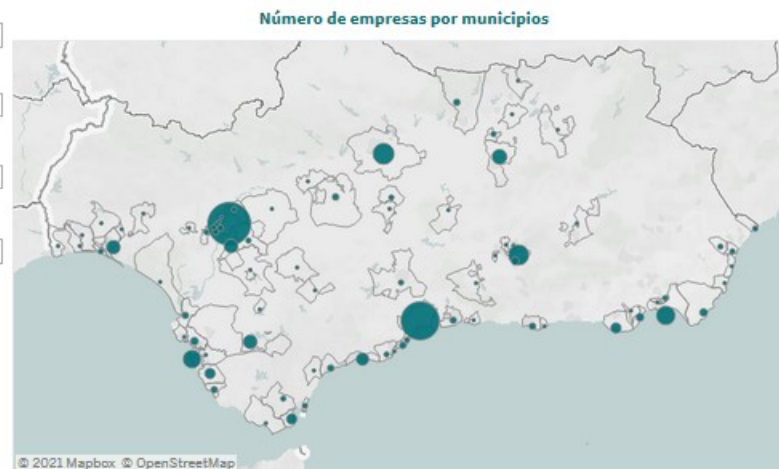 Número de empresas por municipios
© 2021 Mapbox © OpenStreetMap